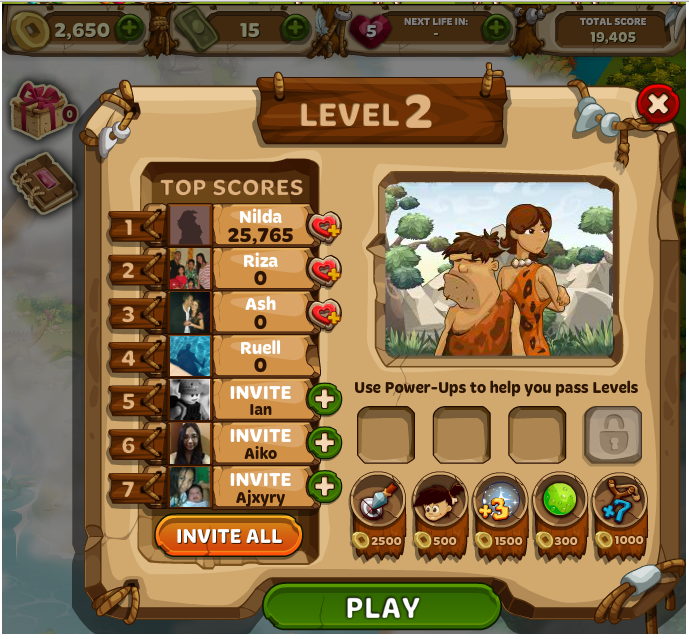 2,650
15
5
NEXT LIFE IN:
-
TOTAL SCORE
19,405
0
LEVEL 2
TOP SCORES
1
Nilda
25,765
2
Riza
0
3
Ash
0
4
Ruell
0
5
INVITE
Ian
6
INVITE
Aiko
7
INVITE
Ajxyry
INVITE ALL
Use Power-Ups to help you pass Levels
+3
+7
2500
500
1500
300
1000
PLAY